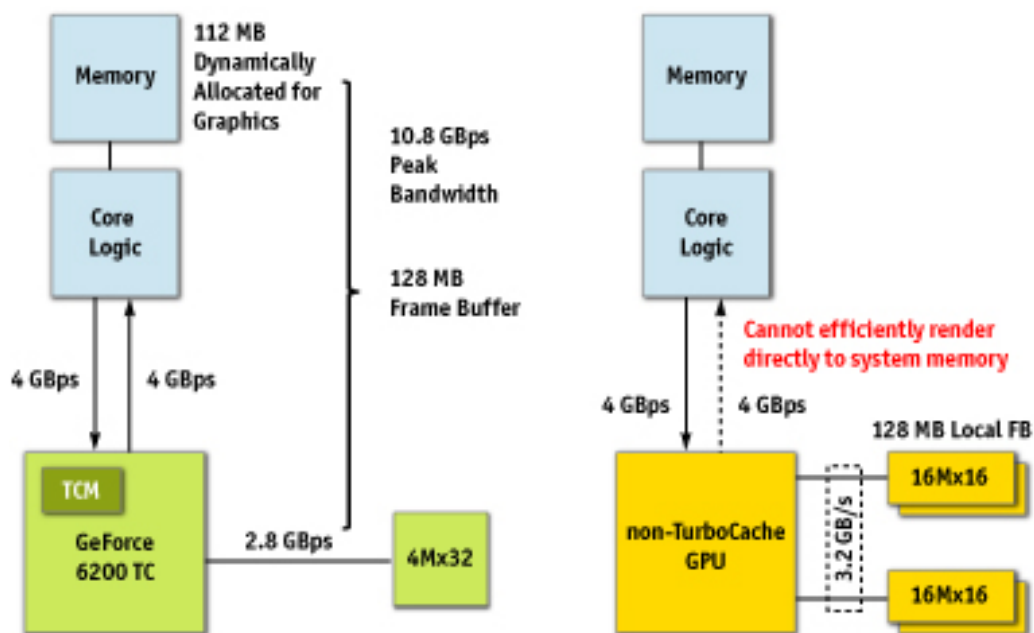 Memory
112 MB
Dynamically
Allocated for
Graphics
10.8 GBps
Peak
Bandwidth
Core
Logic
128 MB
Frame Buffer
4 GBps
4 GBps
TCM
GeForce
6200 TC
2.8 GBps
4Mx32
Memory
Core
Logic
Cannot efficiently render
directly to system memory
4 GBps
4 GBps
128 MB Local FB
non-TurboCache
GPU
3.2 GB/s
16Mx16
16Mx16